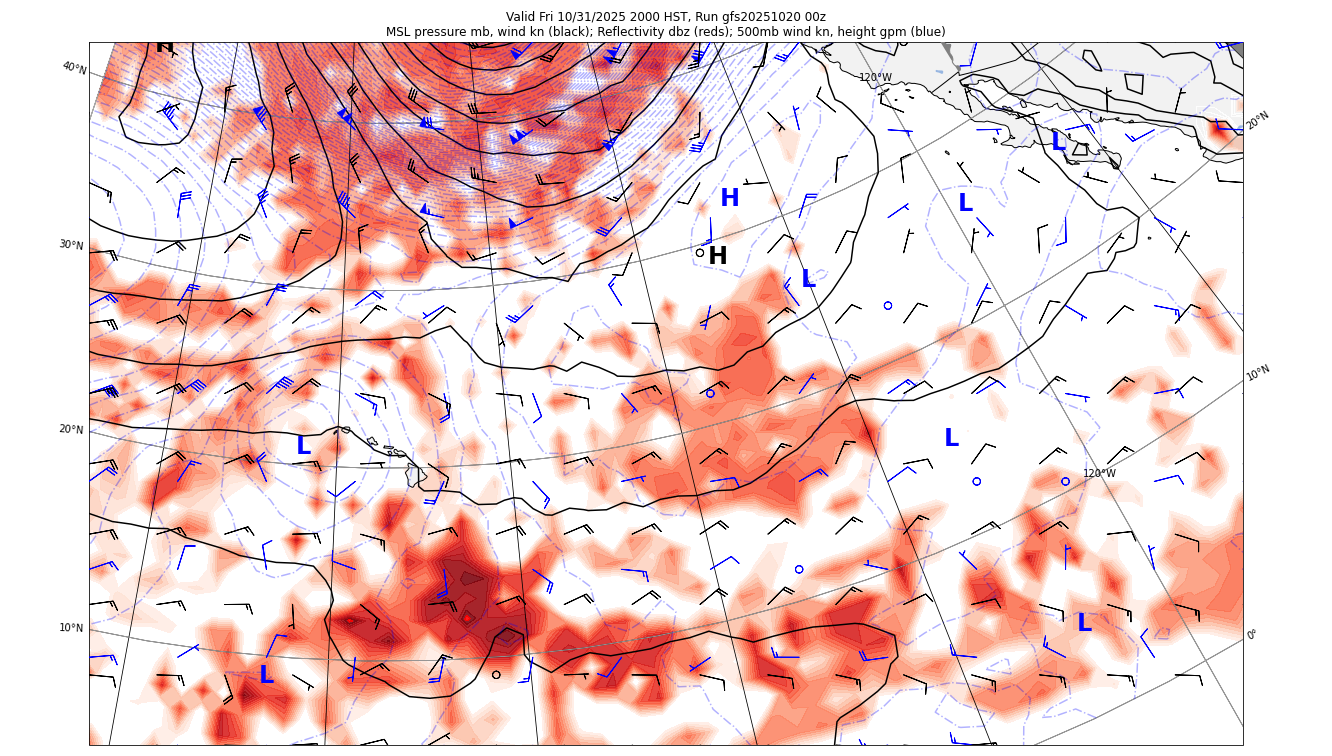 Valid Fri 10/31/2025 2000 HST, Run gfs20251020 00z
MSL pressure mb, wind kn (black); Reflectivity dbz (reds); 500mb wind kn, height gpm (blue)
H
40°N
120°W
20°N
L
H
L
30°N
H
L
10°N
20°N
L
L
120°W
10°N
L
0°
L